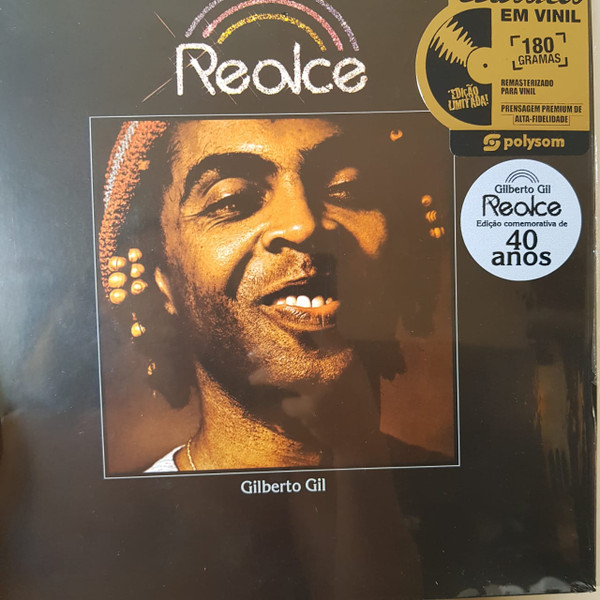 Realce
EM VINIL
180
GRAMAS
EDIÇÃO
LIMITADA!
REMASTERIZADO
PARA VINIL
PRENSAGEM PREMIUM DE
ALTA-FIDELIDADE
polysom
Gilberto Gil
Realce
Edição comemorativa de
40
anos
Gilberto Gil